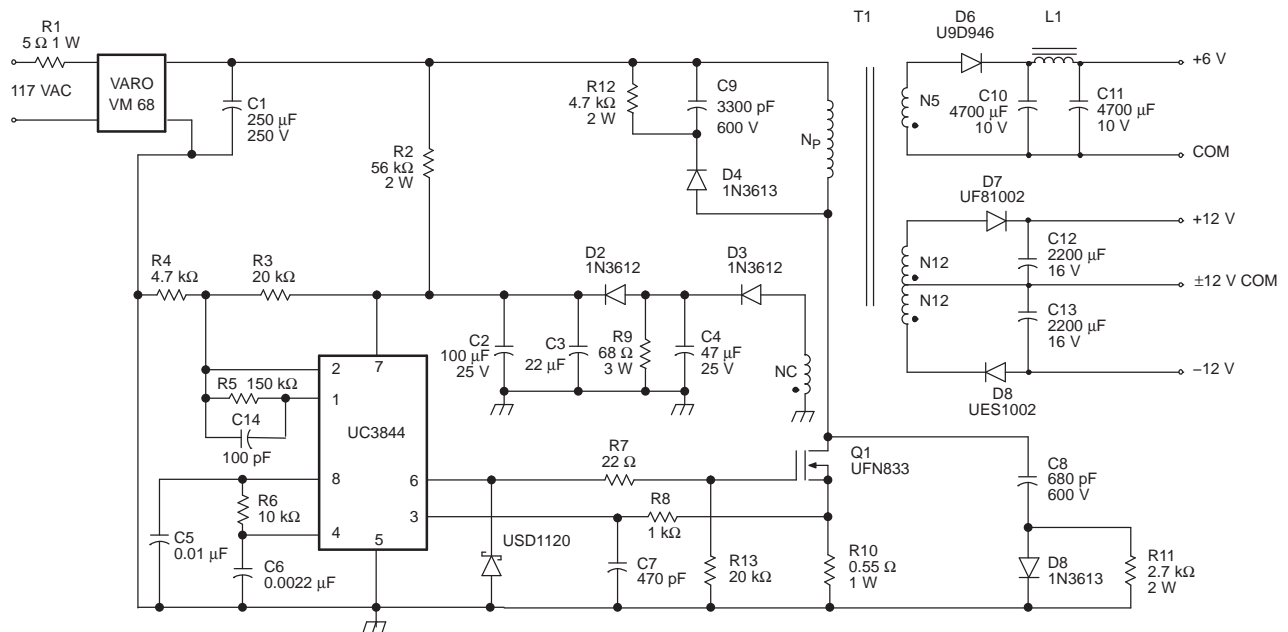 R1
5 Ω 1 W
VARO
VM 68
117 VAC
C1
250 µF
250 V
R12
4.7 kΩ
2 W
C9
3300 pF
600 V
NP
D4
1N3613
R2
56 kΩ
2 W
T1
D6
U9D946
L1
N5
C10
4700 µF
10 V
C11
4700 µF
10 V
+6 V
COM
D7
UF81002
+12 V
N12
N12
C12
2200 µF
16 V
±12 V COM
C13
2200 µF
16 V
D8
UES1002
–12 V
R4
4.7 kΩ
R3
20 kΩ
D2
1N3612
D3
1N3612
C2
100 µF
25 V
C3
22 µF
R9
68 Ω
3 W
C4
47 µF
25 V
NC
7
2
1
R5 150 kΩ
C14
100 pF
UC3844
8
4
6
3
5
R6
10 kΩ
C5
0.01 µF
C6
0.0022 µF
USD1120
R7
22 Ω
R8
1 kΩ
C7
470 pF
R13
20 kΩ
Q1
UFN833
R10
0.55 Ω
1 W
C8
680 pF
600 V
D8
1N3613
R11
2.7 kΩ
2 W